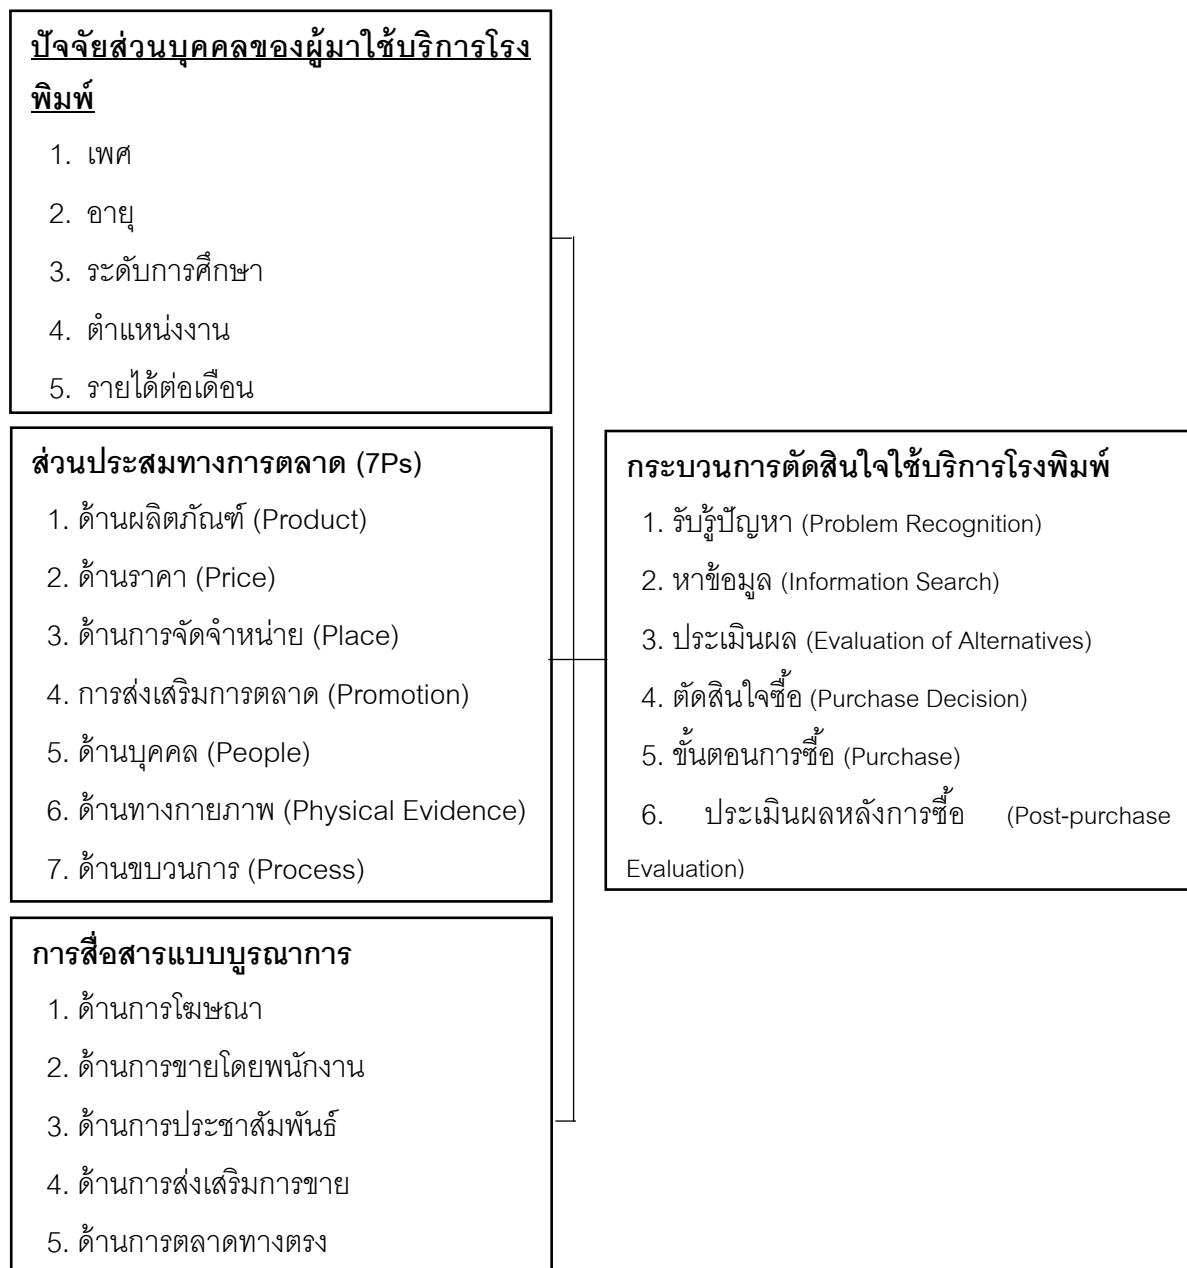 ปัจจัยส่วนบุคคลของผู้มาใช้บริการโรง
พิมพ์
1. เพศ
2. อายุ
3. ระดับการศึกษา
4. ตำแหน่งงาน
5. รายได้ต่อเดือน
ส่วนประสมทางการตลาด (7Ps)
1. ด้านผลิตภัณฑ์ (Product)
2. ด้านราคา (Price)
3. ด้านการจัดจำหน่าย (Place)
4. การส่งเสริมการตลาด (Promotion)
5. ด้านบุคคล (People)
6. ด้านทางกายภาพ (Physical Evidence)
7. ด้านขบวนการ (Process)
การสื่อสารแบบบูรณาการ
1. ด้านการโฆษณา
2. ด้านการขายโดยพนักงาน
3. ด้านการประชาสัมพันธ์
4. ด้านการส่งเสริมการขาย
5. ด้านการตลาดทางตรง
กระบวนการตัดสินใจใช้บริการโรงพิมพ์
1. รับรู้ปัญหา (Problem Recognition)
2. หาข้อมูล (Information Search)
3. ประเมินผล (Evaluation of Alternatives)
4. ตัดสินใจซื้อ (Purchase Decision)
5. ขั้นตอนการซื้อ (Purchase)
6. ประเมินผลหลังการซื้อ (Post-purchase
Evaluation)